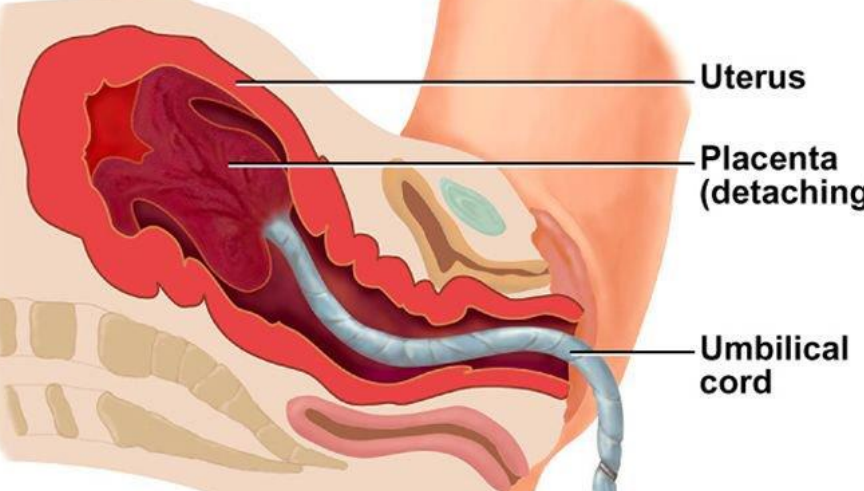 Uterus
Placenta
(detaching
Umbilical
cord